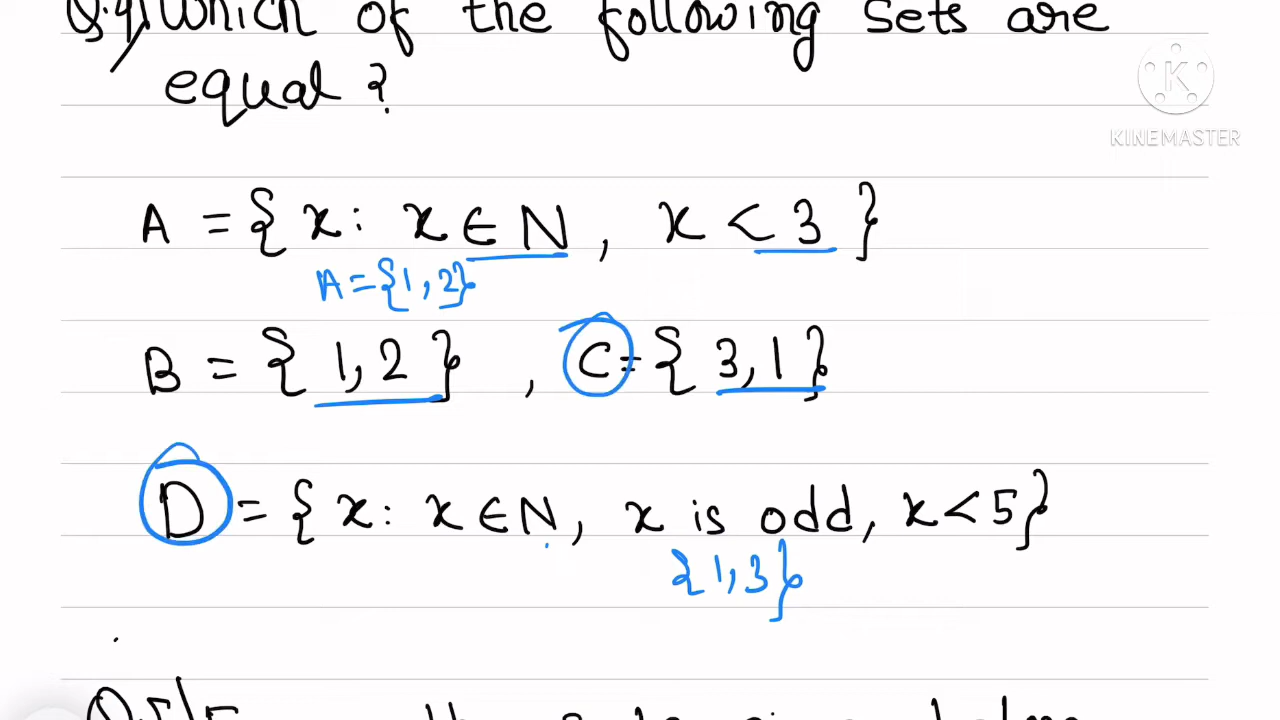 Q.4) Which of the following sets are
equal ?
KINEMASTER
A = { x : x ∈ N , x < 3 }
A = {1, 2}
B = { 1, 2 } , C = { 3, 1 }
D = { x : x ∈ N, x is odd, x < 5 }
{1, 3}